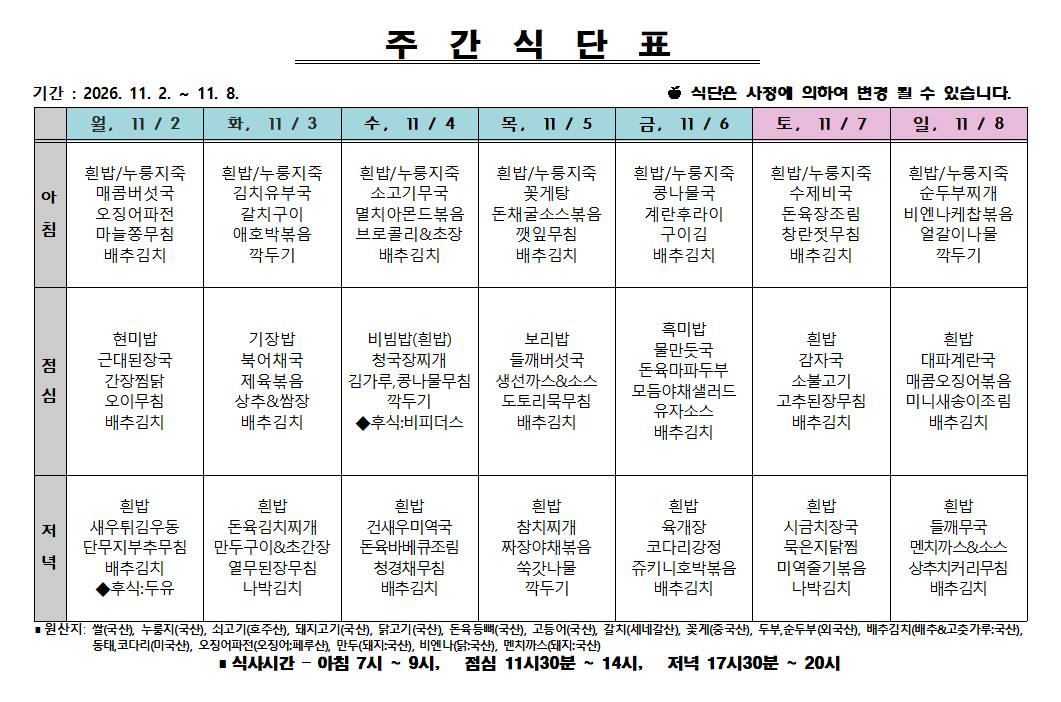 주 간 식 단 표
기간 : 2026. 11. 2. ~ 11. 8.
식단은 사정에 의하여 변경 될 수 있습니다.
월, 11 / 2
화, 11 / 3
수, 11 / 4
목, 11 / 5
금, 11 / 6
토, 11 / 7
일, 11 / 8
아침
흰밥/누룽지죽
매콤버섯국
오징어파전
마늘쫑무침
배추김치
흰밥/누룽지죽
김치유부국
갈치구이
애호박볶음
깍두기
흰밥/누룽지죽
소고기무국
멸치아몬드볶음
브로콜리&초장
배추김치
흰밥/누룽지죽
꽃게탕
돈채굴소스볶음
깻잎무침
배추김치
흰밥/누룽지죽
콩나물국
계란후라이
구이김
배추김치
흰밥/누룽지죽
수제비국
돈육장조림
창란젓무침
배추김치
흰밥/누룽지죽
순두부찌개
비엔나케찹볶음
얼갈이나물
깍두기
점심
현미밥
근대된장국
간장찜닭
오이무침
배추김치
기장밥
북어채국
제육볶음
상추&쌈장
배추김치
비빔밥(흰밥)
청국장찌개
김가루,콩나물무침
깍두기
◆후식:비피더스
보리밥
들깨버섯국
생선까스&소스
도토리묵무침
배추김치
흑미밥
물만둣국
돈육마파두부
모듬야채샐러드
유자소스
배추김치
흰밥
감자국
소불고기
고추된장무침
배추김치
흰밥
대파계란국
매콤오징어볶음
미니새송이조림
배추김치
저녁
흰밥
새우튀김우동
단무지부추무침
배추김치
◆후식:두유
흰밥
돈육김치찌개
만두구이&초간장
열무된장무침
나박김치
흰밥
건새우미역국
돈육바베큐조림
청경채무침
배추김치
흰밥
참치찌개
짜장야채볶음
쑥갓나물
깍두기
흰밥
육개장
코다리강정
쥬키니호박볶음
배추김치
흰밥
시금치장국
묵은지닭찜
미역줄기볶음
나박김치
흰밥
들깨무국
멘치까스&소스
상추치커리무침
배추김치
∎원산지: 쌀(국산), 누룽지(국산), 쇠고기(호주산), 돼지고기(국산), 닭고기(국산), 돈육등뼈(국산), 고등어(국산), 갈치(세네갈산), 꽃게(중국산), 두부,순두부(외국산), 배추김치(배추&고춧가루:국산),
동태,코다리(미국산), 오징어파전(오징어:페루산), 만두(돼지:국산), 비엔나(닭:국산), 멘치까스(돼지:국산)
∎식사시간 – 아침 7시 ~ 9시, 점심 11시30분 ~ 14시, 저녁 17시30분 ~ 20시